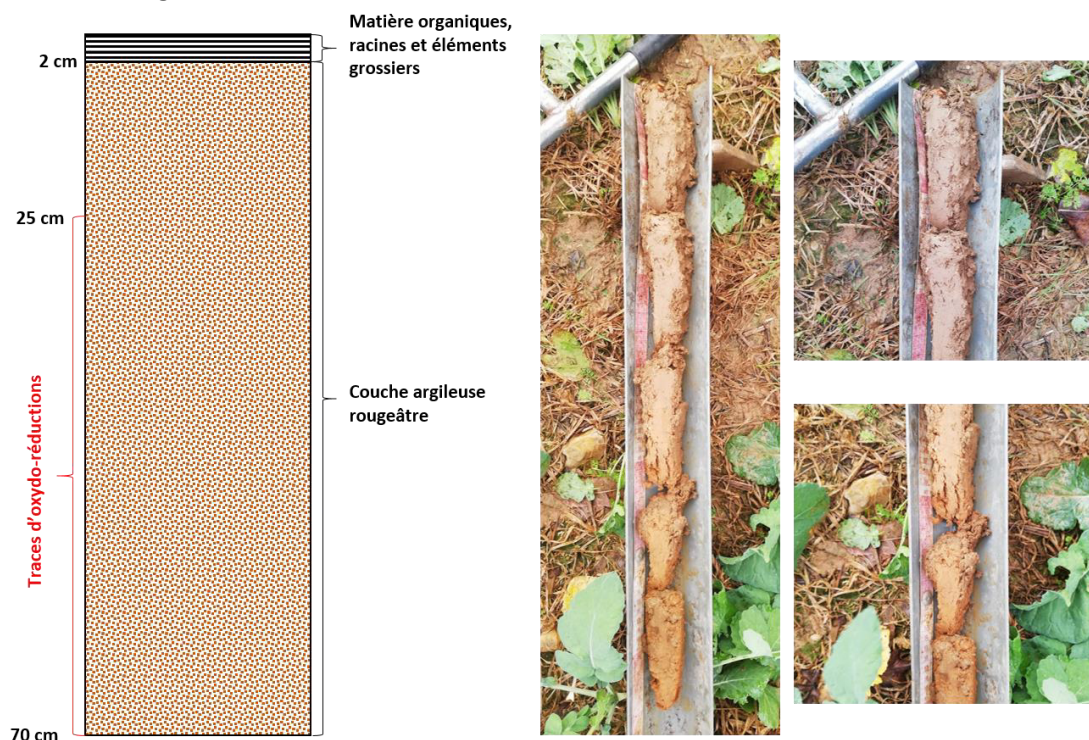 Matière organiques,
racines et éléments
grossiers
2 cm
25 cm
Traces d'oxydo-réductions
Couche argileuse
rougeâtre
70 cm